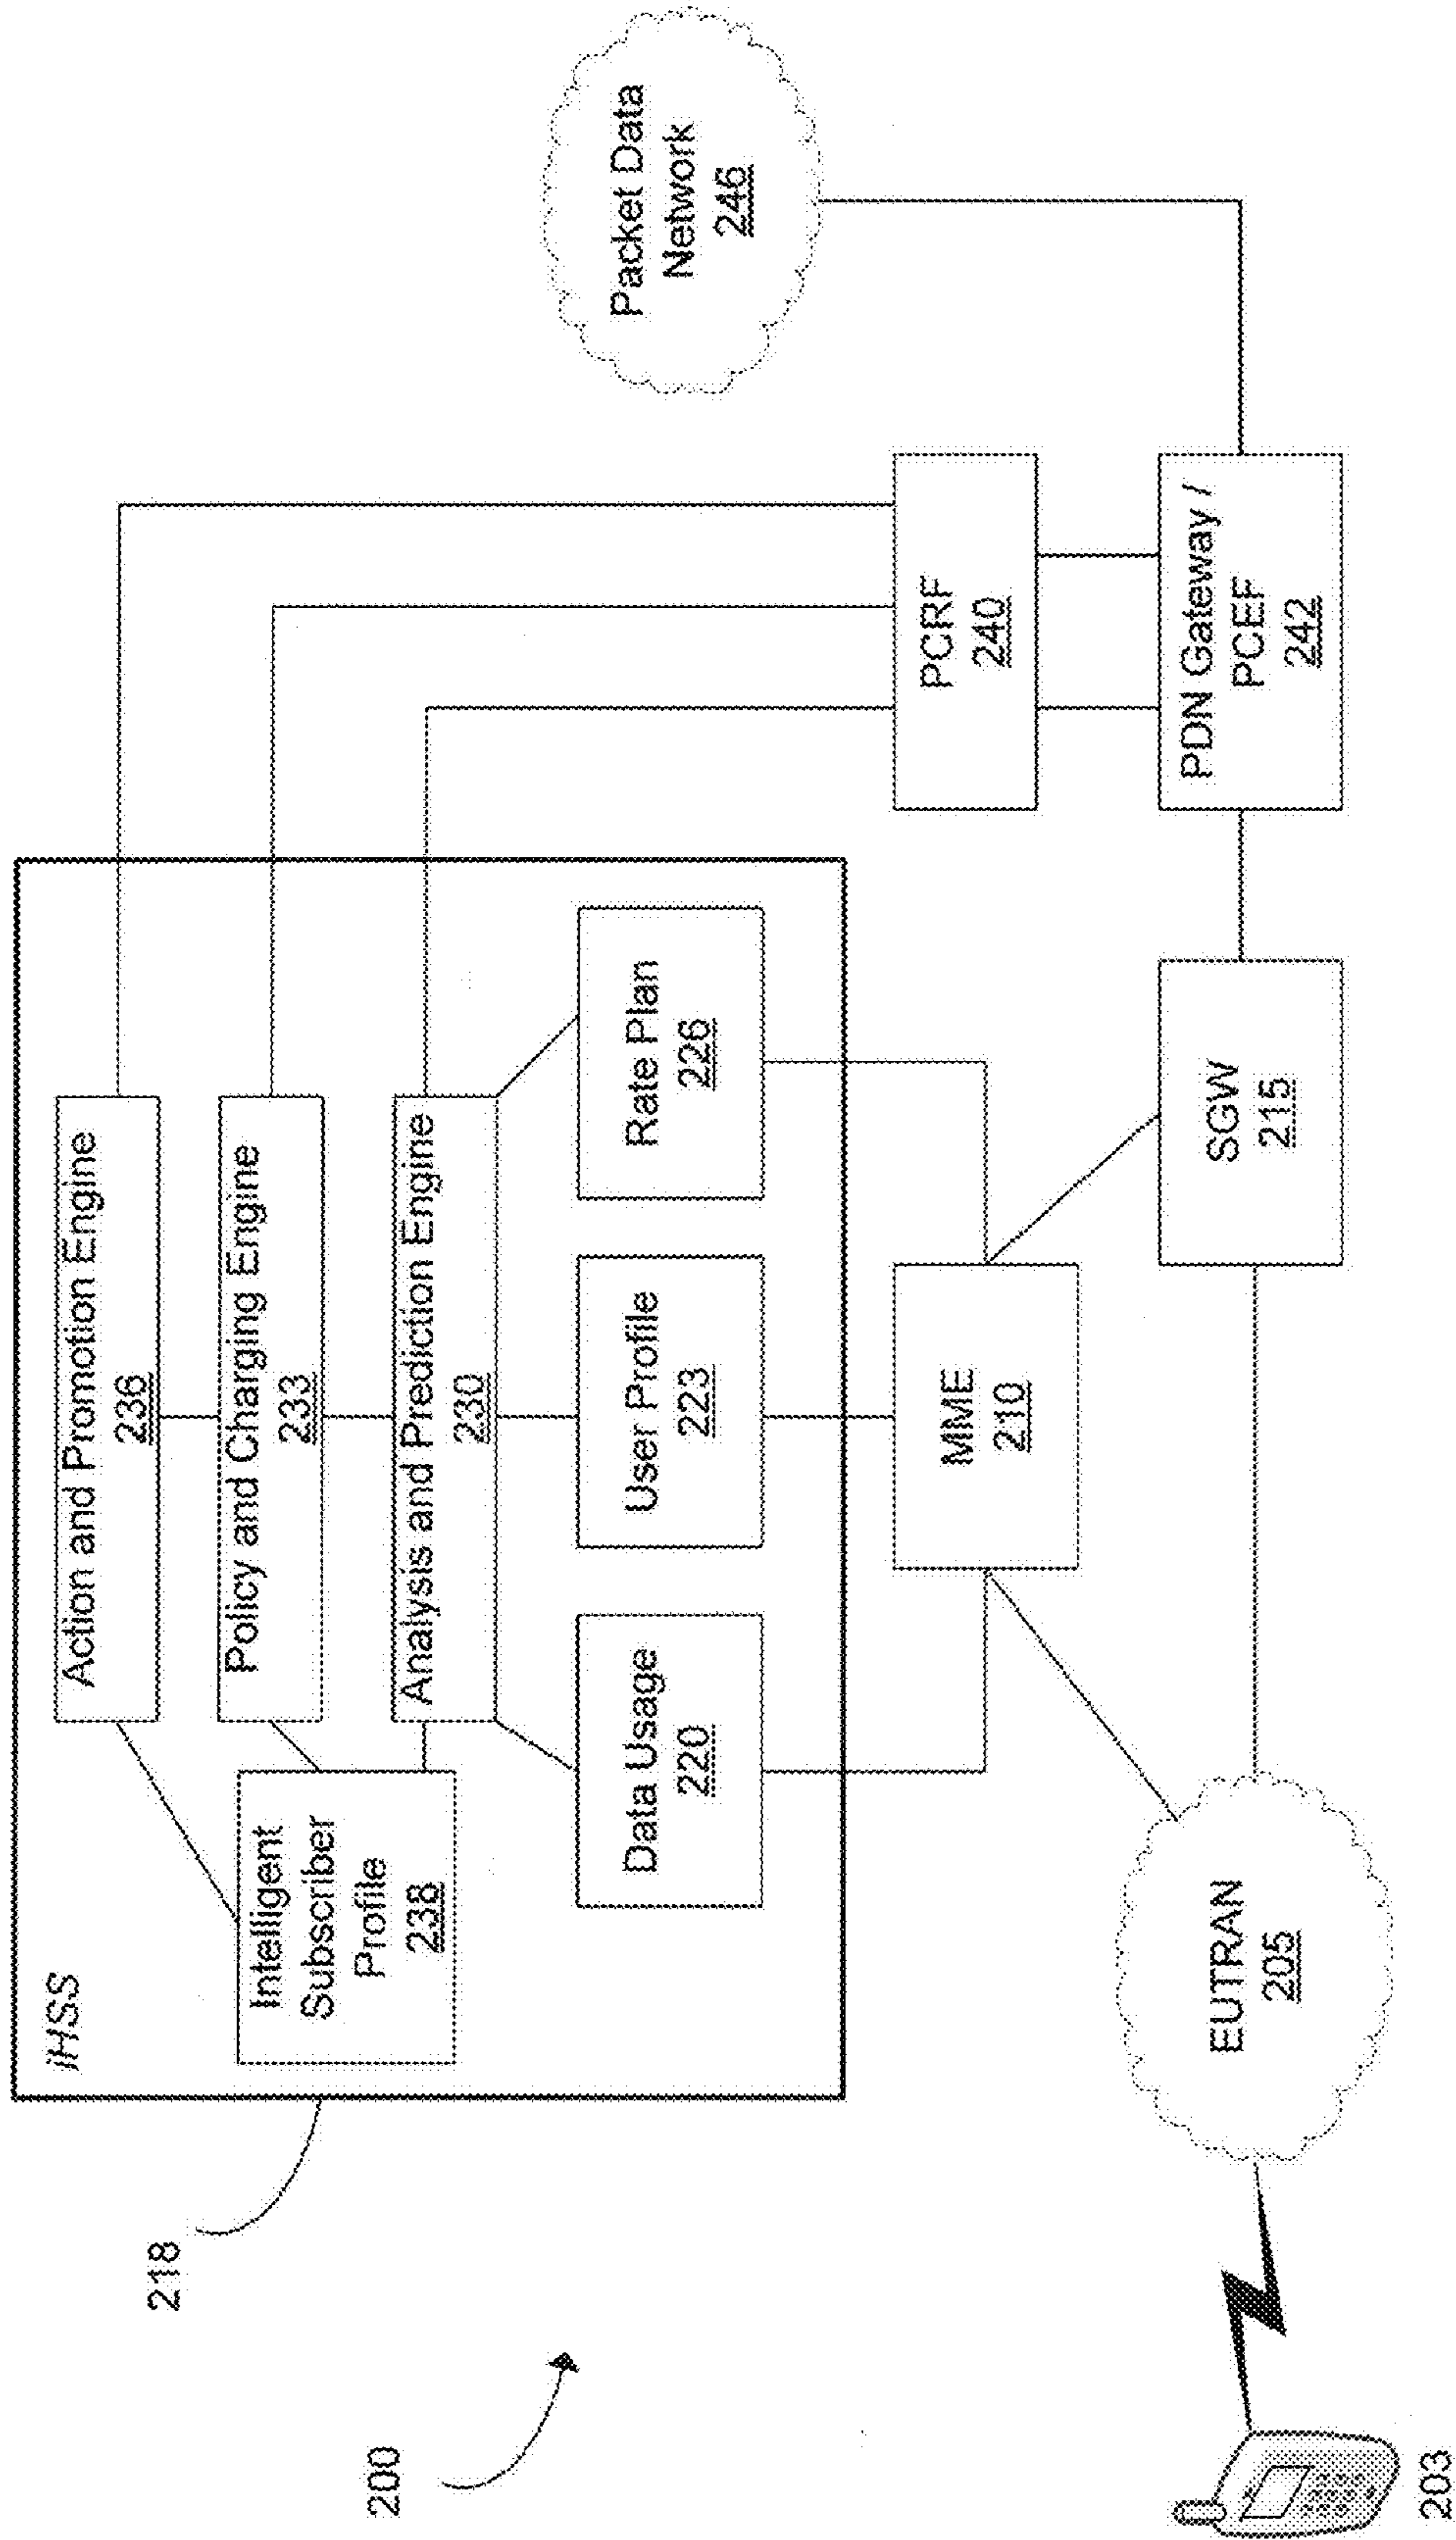 200
218
iHSS
Action and Promotion Engine
236
Policy and Charging Engine
233
Intelligent
Subscriber
Profile
238
Analysis and Prediction Engine
230
Data Usage
220
User Profile
223
Rate Plan
226
Packet Data
Network
246
MME
210
PCRF
240
EUTRAN
205
SGW
215
PDN Gateway /
PCEF
242
203